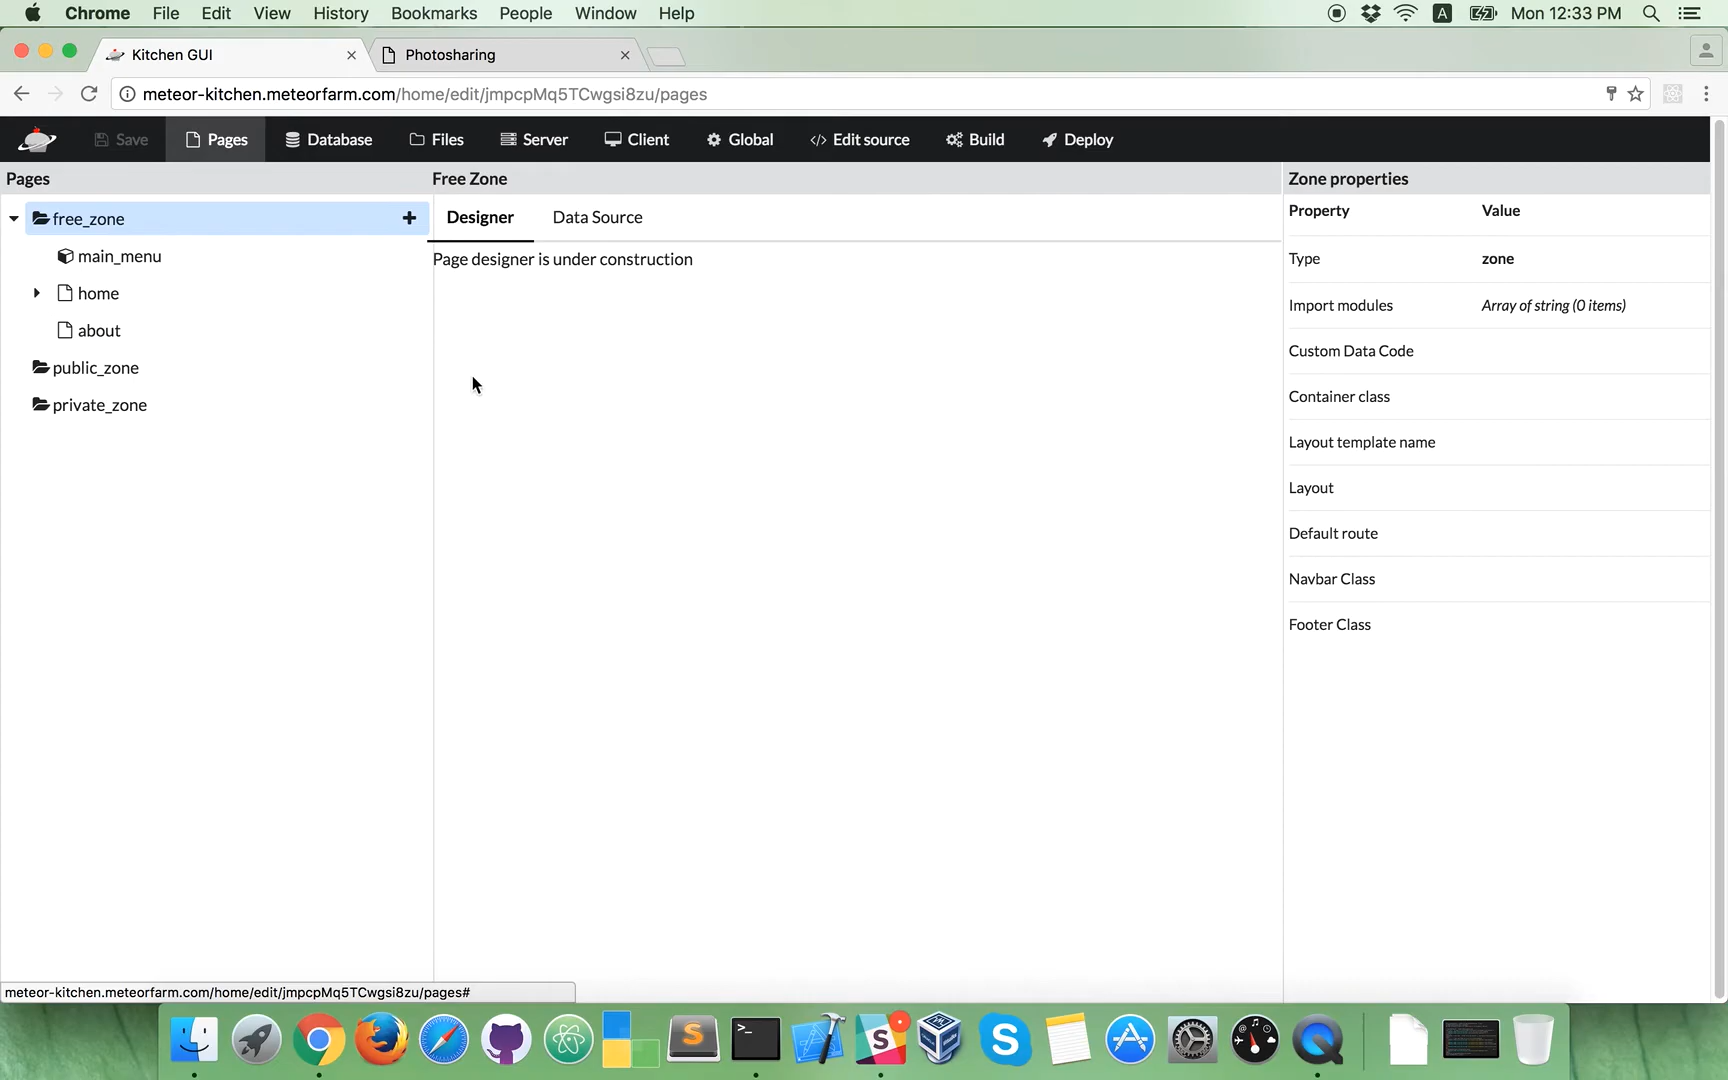 Chrome File Edit View History Bookmarks People Window Help A Mon 12:33 PM
Kitchen GUI Photosharing
meteor-kitchen.meteorfarm.com/home/edit/jmpcpMq5TCwgsi8zu/pages
Save Pages Database Files Server Client Global Edit source Build Deploy
Pages Free Zone Zone properties
free_zone
main_menu
home
about
public_zone
private_zone
Designer Data Source
Page designer is under construction
Property Value
Type zone
Import modules Array of string (0 items)
Custom Data Code
Container class
Layout template name
Layout
Default route
Navbar Class
Footer Class
meteor-kitchen.meteorfarm.com/home/edit/jmpcpMq5TCwgsi8zu/pages#